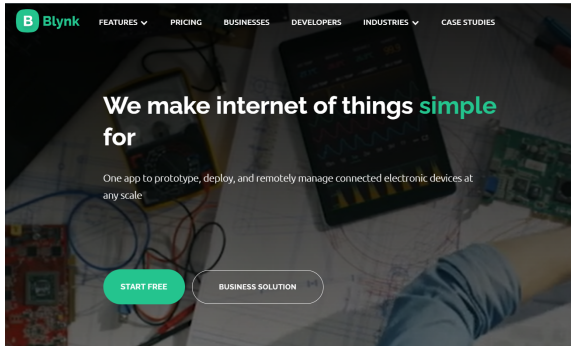 B Blynk
FEATURES PRICING BUSINESSES DEVELOPERS INDUSTRIES CASE STUDIES
We make internet of things simple
for
One app to prototype, deploy, and remotely manage connected electronic devices at
any scale
START FREE BUSINESS SOLUTION